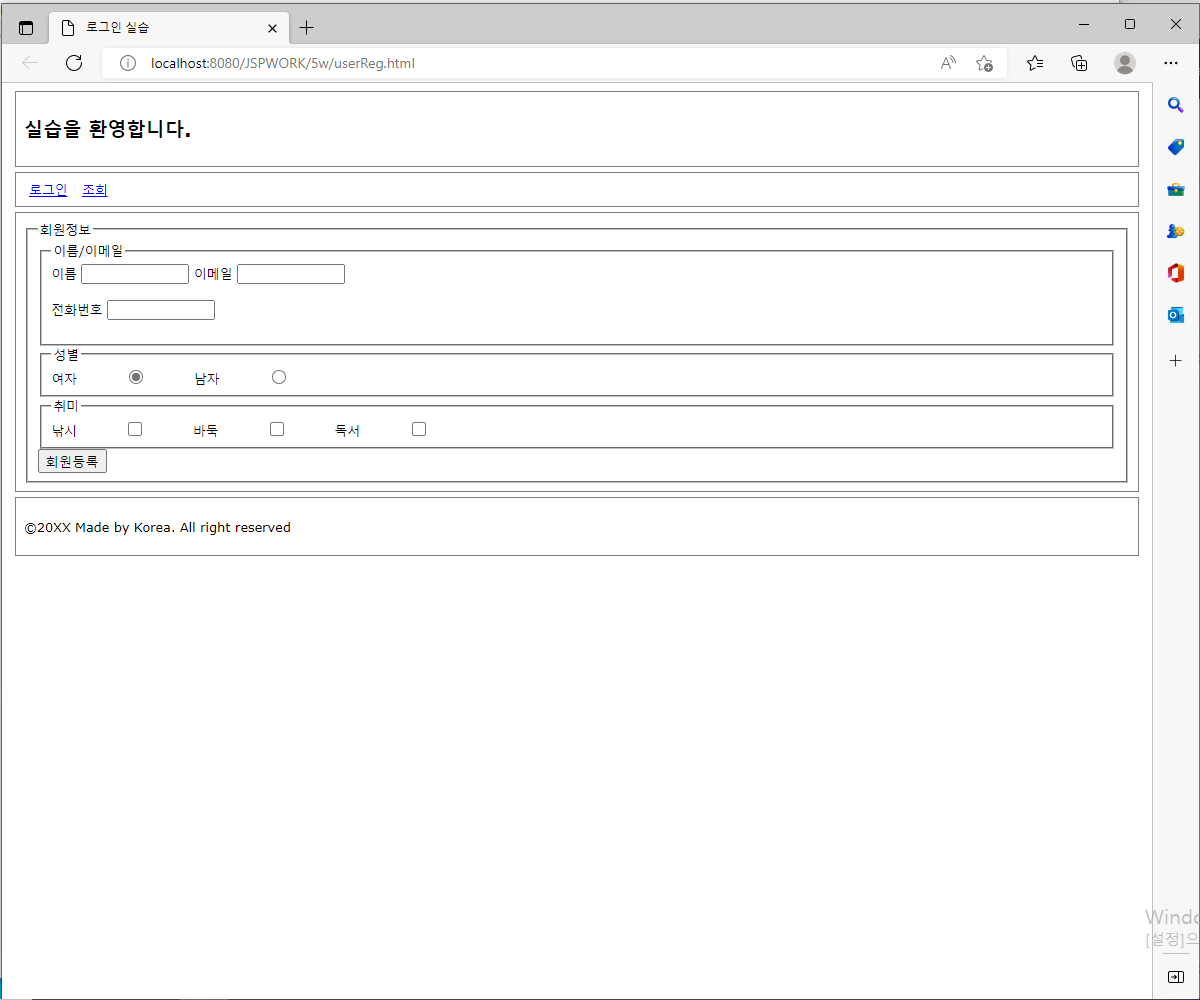 로그인 실습
localhost:8080/JSPWORK/5w/userReg.html
실습을 환영합니다.
로그인 조회
회원정보
이름/이메일
이름 이메일
전화번호
성별
여자 남자
취미
낚시 바둑 독서
회원등록
©20XX Made by Korea. All right reserved
Windo
[설정]으